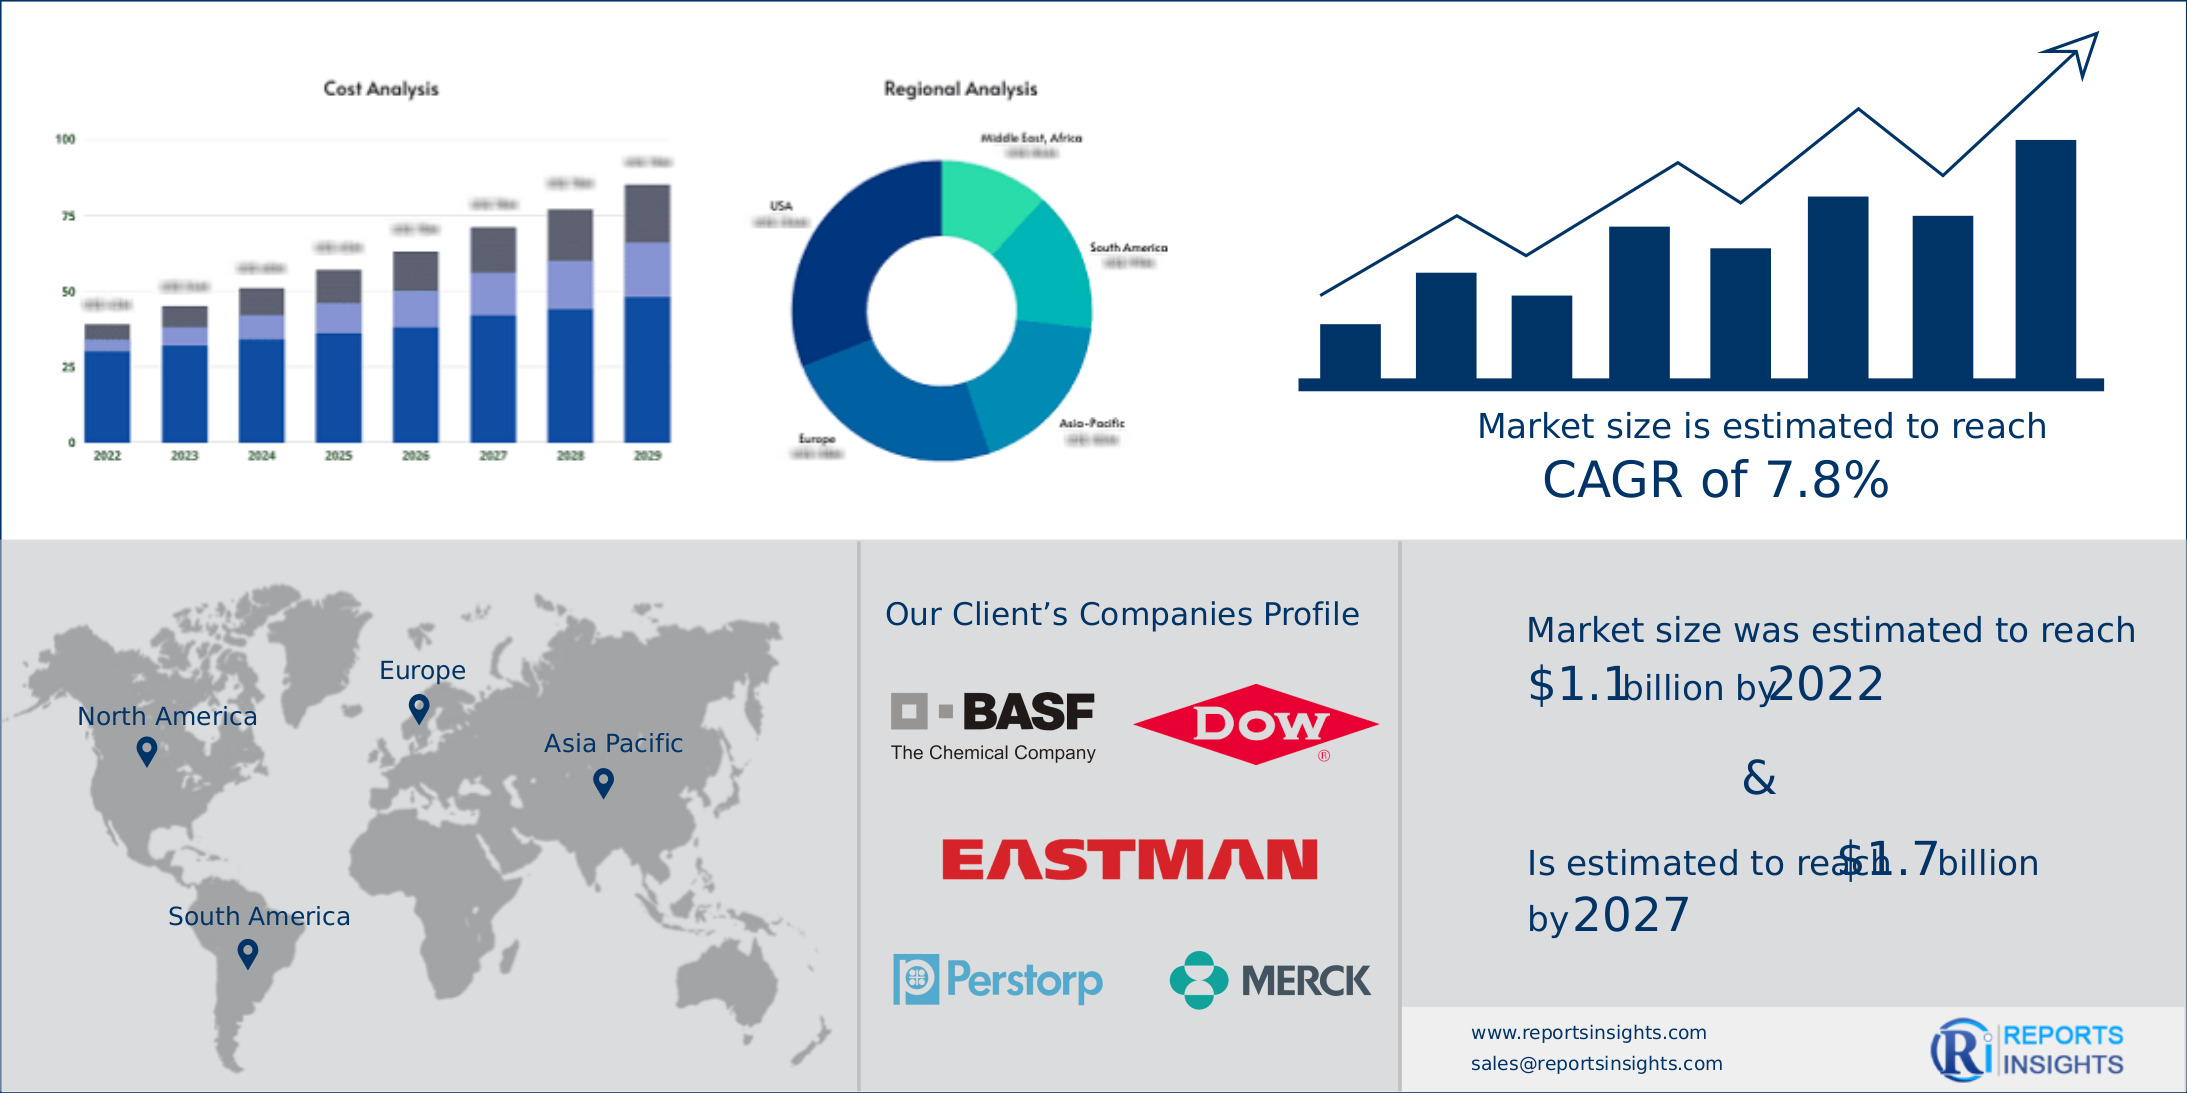 Cost Analysis
100
75
50
25
0
2022 2023 2024 2025 2026 2027 2028 2029
Regional Analysis
Middle East, Africa
USA
South America
Asia-Pacific
Europe
Market size is estimated to reach
CAGR of 7.8%
North America
Europe
Asia Pacific
South America
Our Client’s Companies Profile
BASF
The Chemical Company
Dow
®
EASTMAN
Perstorp
MERCK
Market size was estimated to reach
$1.1 billion by 2022
&
Is estimated to reach $1.7 billion
by 2027
www.reportsinsights.com
sales@reportsinsights.com
Ri REPORTS
INSIGHTS